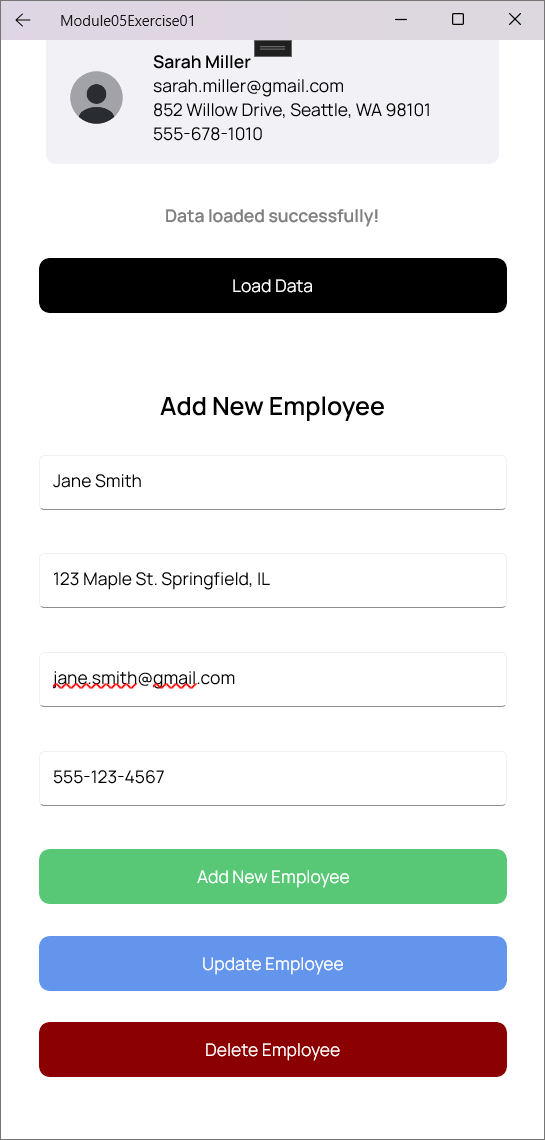 Module05Exercise01
Sarah Miller
sarah.miller@gmail.com
852 Willow Drive, Seattle, WA 98101
555-678-1010
Data loaded successfully!
Load Data
Add New Employee
Jane Smith
123 Maple St. Springfield, IL
jane.smith@gmail.com
555-123-4567
Add New Employee
Update Employee
Delete Employee